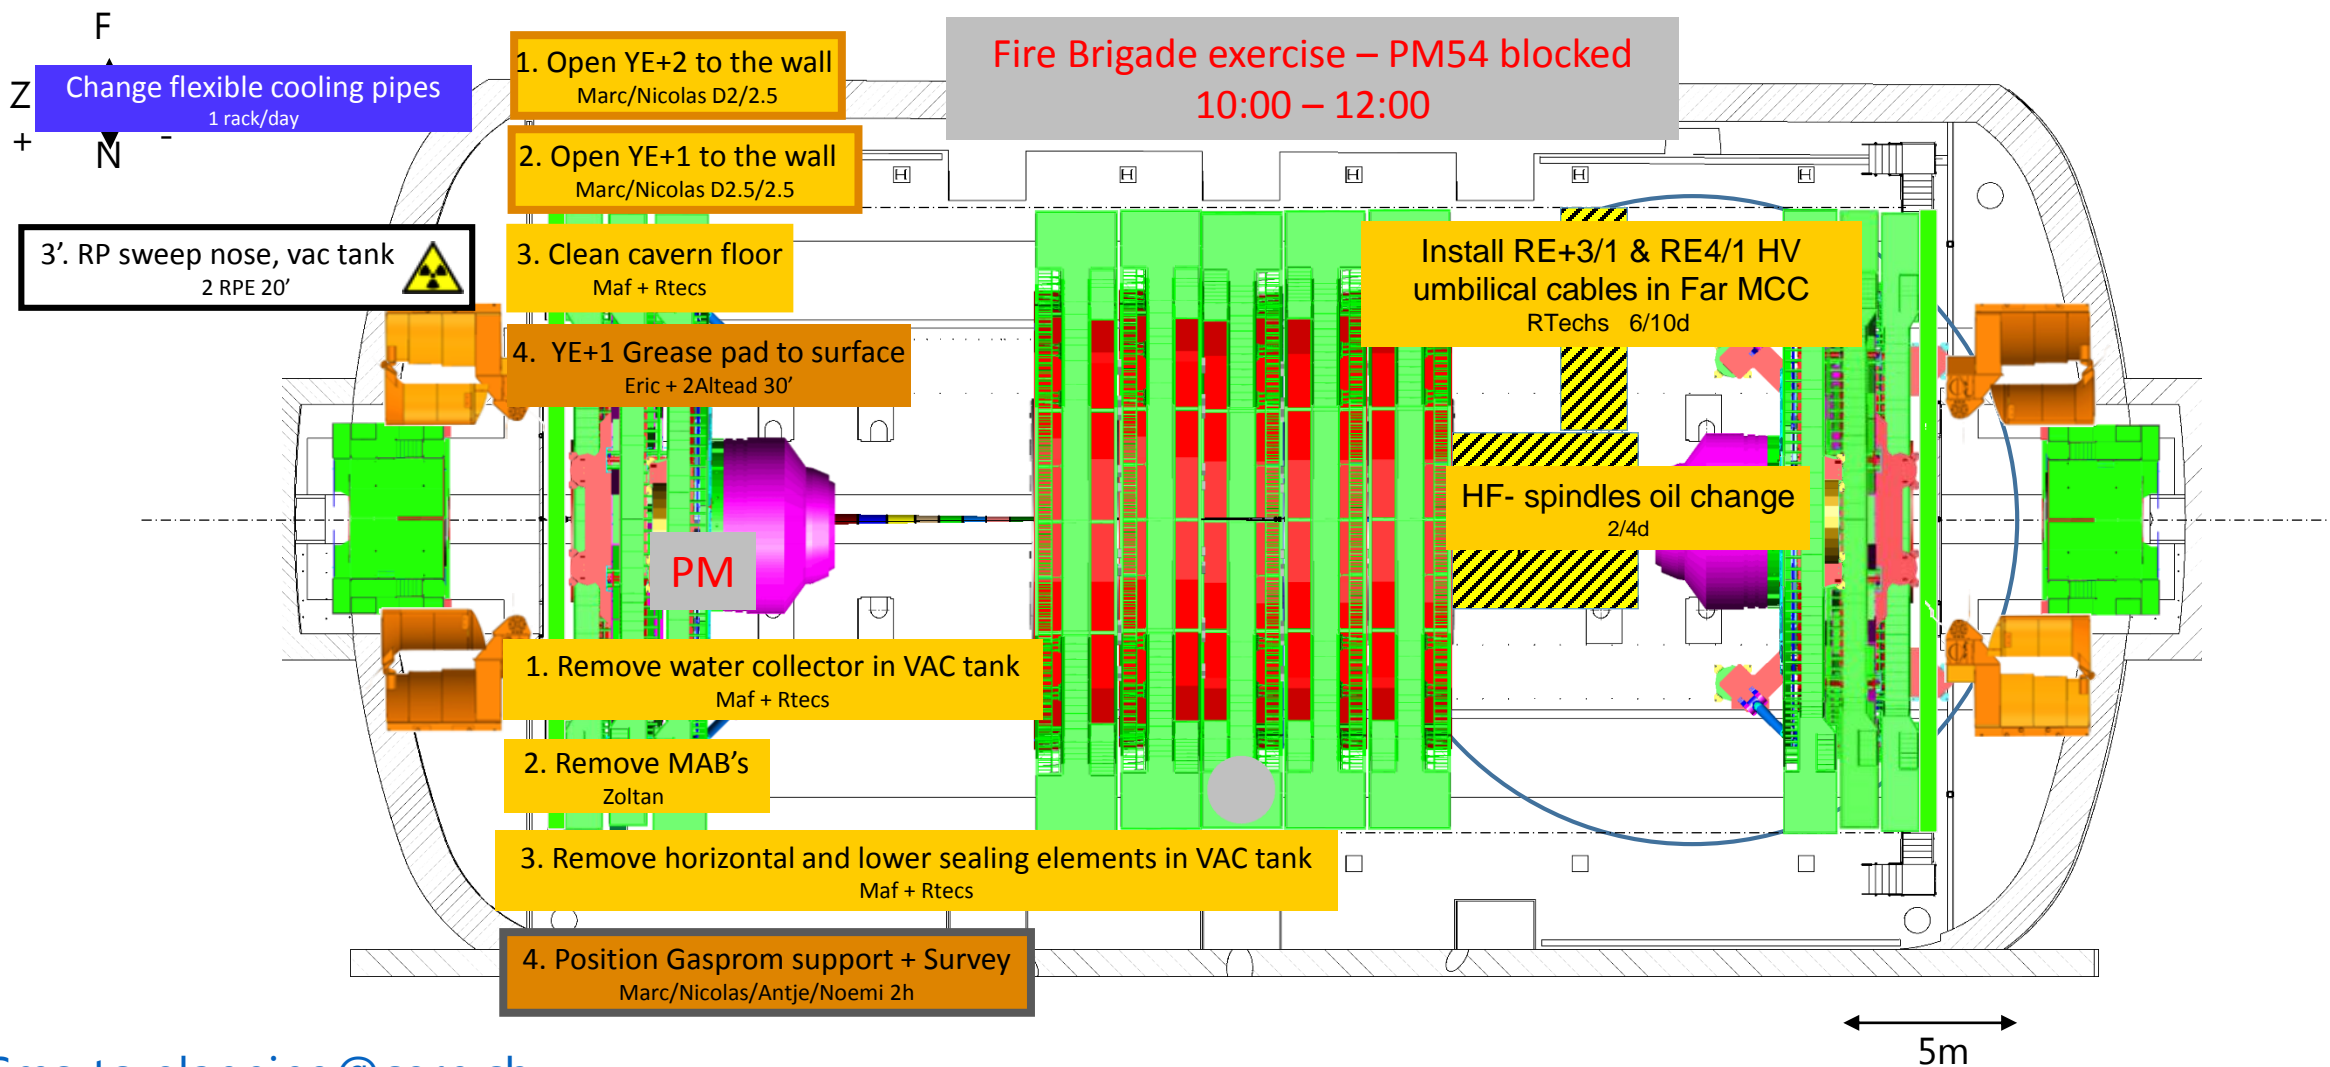 F
Z
+
-
N
Change flexible cooling pipes
1 rack/day
1. Open YE+2 to the wall
Marc/Nicolas D2/2.5
Fire Brigade exercise – PM54 blocked
10:00 – 12:00
2. Open YE+1 to the wall
Marc/Nicolas D2.5/2.5
H
H
H
H
H
3’. RP sweep nose, vac tank
2 RPE 20’
3. Clean cavern floor
Maf + Rtecs
Install RE+3/1 & RE4/1 HV
umbilical cables in Far MCC
RTechs 6/10d
4. YE+1 Grease pad to surface
Eric + 2Altead 30’
HF- spindles oil change
2/4d
PM
1. Remove water collector in VAC tank
Maf + Rtecs
2. Remove MAB’s
Zoltan
3. Remove horizontal and lower sealing elements in VAC tank
Maf + Rtecs
4. Position Gasprom support + Survey
Marc/Nicolas/Antje/Noemi 2h
5m